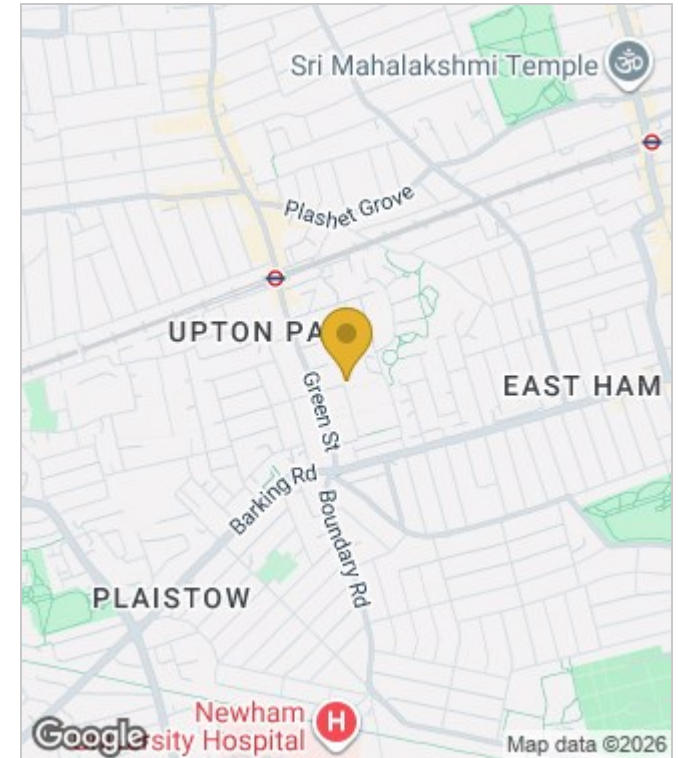 Sri Mahalakshmi Temple
ॐ
Plashet Grove
UPTON PA
Green St
EAST HAM
Barking Rd
Boundary Rd
PLAISTOW
Newham
sity Hospital
H
Google
Map data ©2026